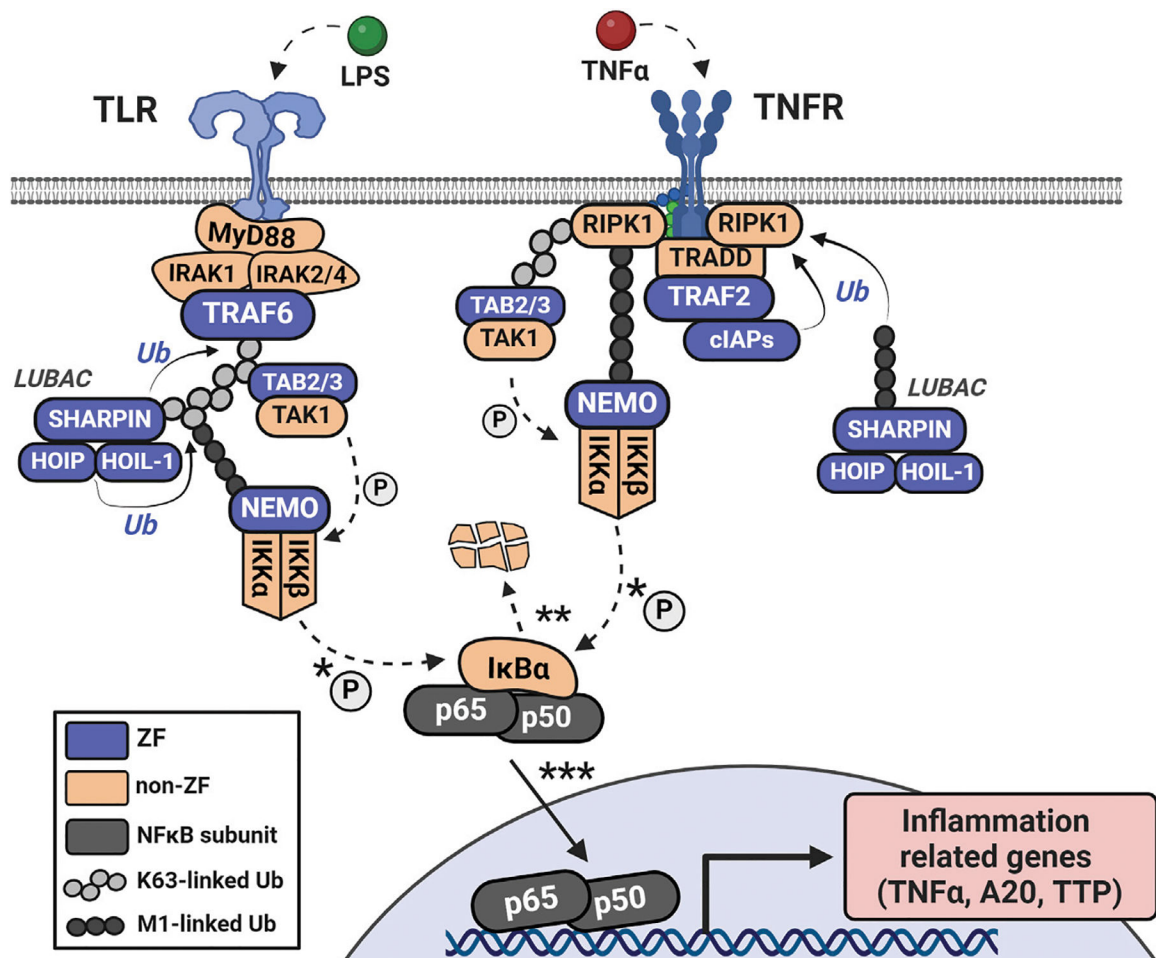 LPS
TLR
TNFα
TNFR
MyD88
IRAK1
IRAK2/4
TRAF6
Ub
LUBAC
SHARPIN
HOIP
HOIL-1
Ub
TAB2/3
TAK1
P
NEMO
IKKα
IKKβ
*
P
RIPK1
RIPK1
TRADD
TRAF2
cIAPs
Ub
TAB2/3
TAK1
P
NEMO
IKKα
IKKβ
LUBAC
SHARPIN
HOIP
HOIL-1
*
P
**
IκBα
p65
p50
***
p65
p50
Inflammation
related genes
(TNFα, A20, TTP)
ZF
non-ZF
NFκB subunit
K63-linked Ub
M1-linked Ub